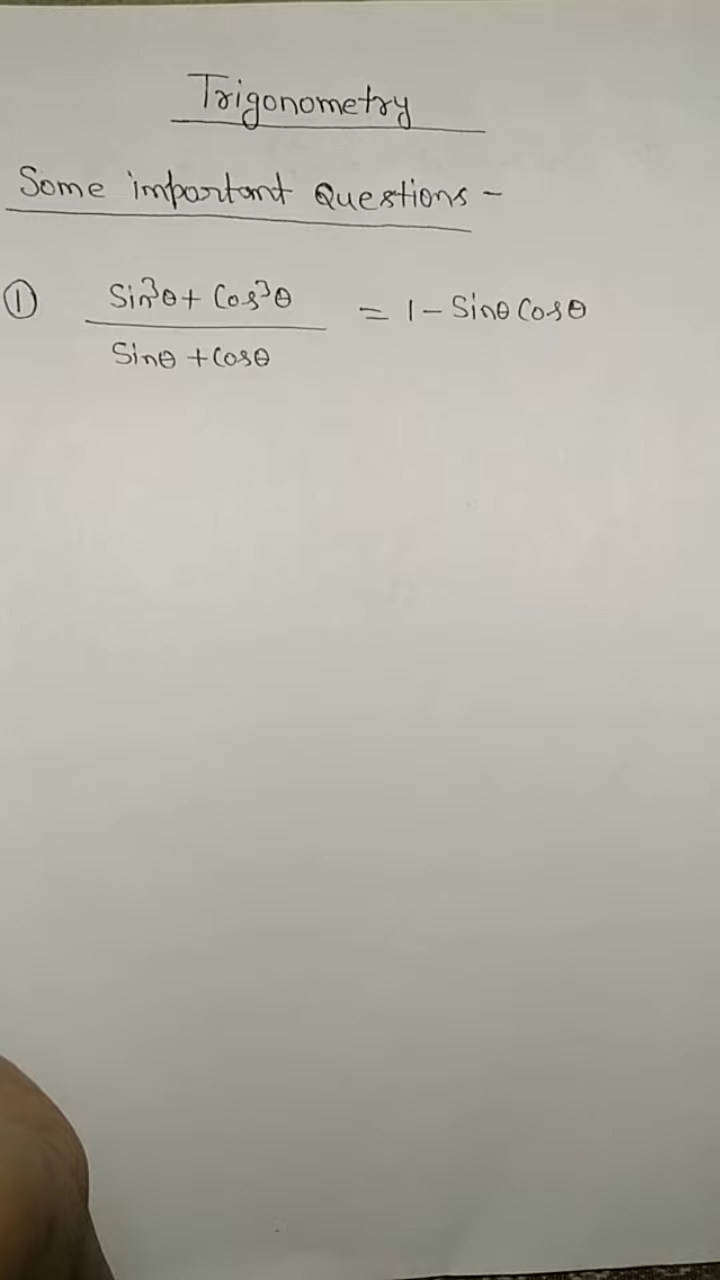 Trigonometry
Some important Questions -
① Sin³θ + Cos³θ / Sinθ + Cosθ = 1 - Sinθ Cosθ